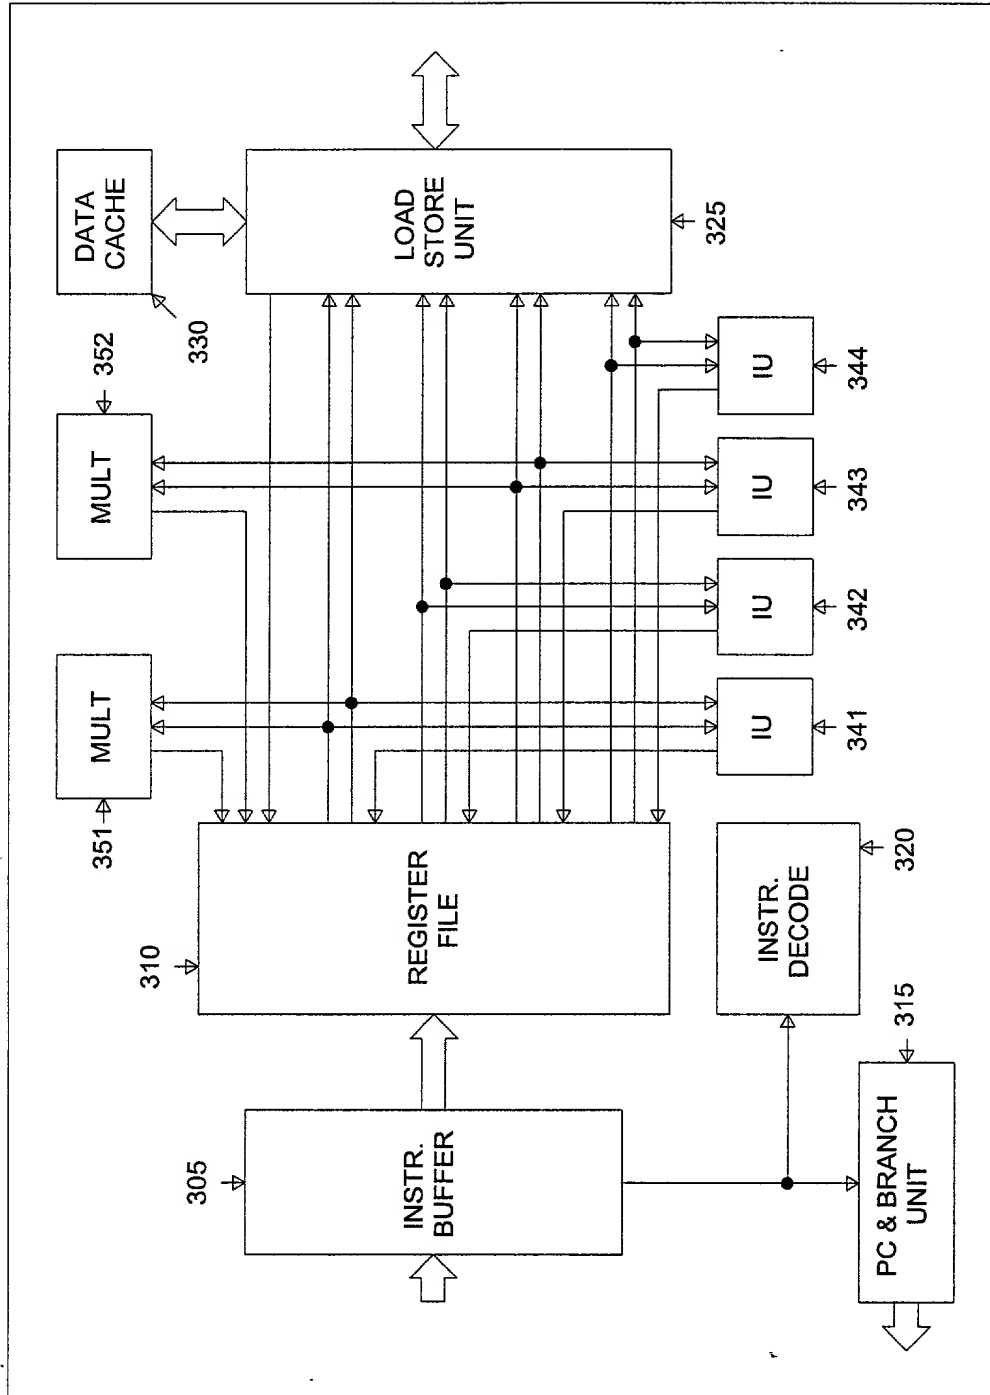 351
MULT
MULT
352
DATA
CACHE
330
310
REGISTER
FILE
305
INSTR.
BUFFER
LOAD
STORE
UNIT
325
PC & BRANCH
UNIT
315
INSTR.
DECODE
320
IU
341
IU
342
IU
343
IU
344